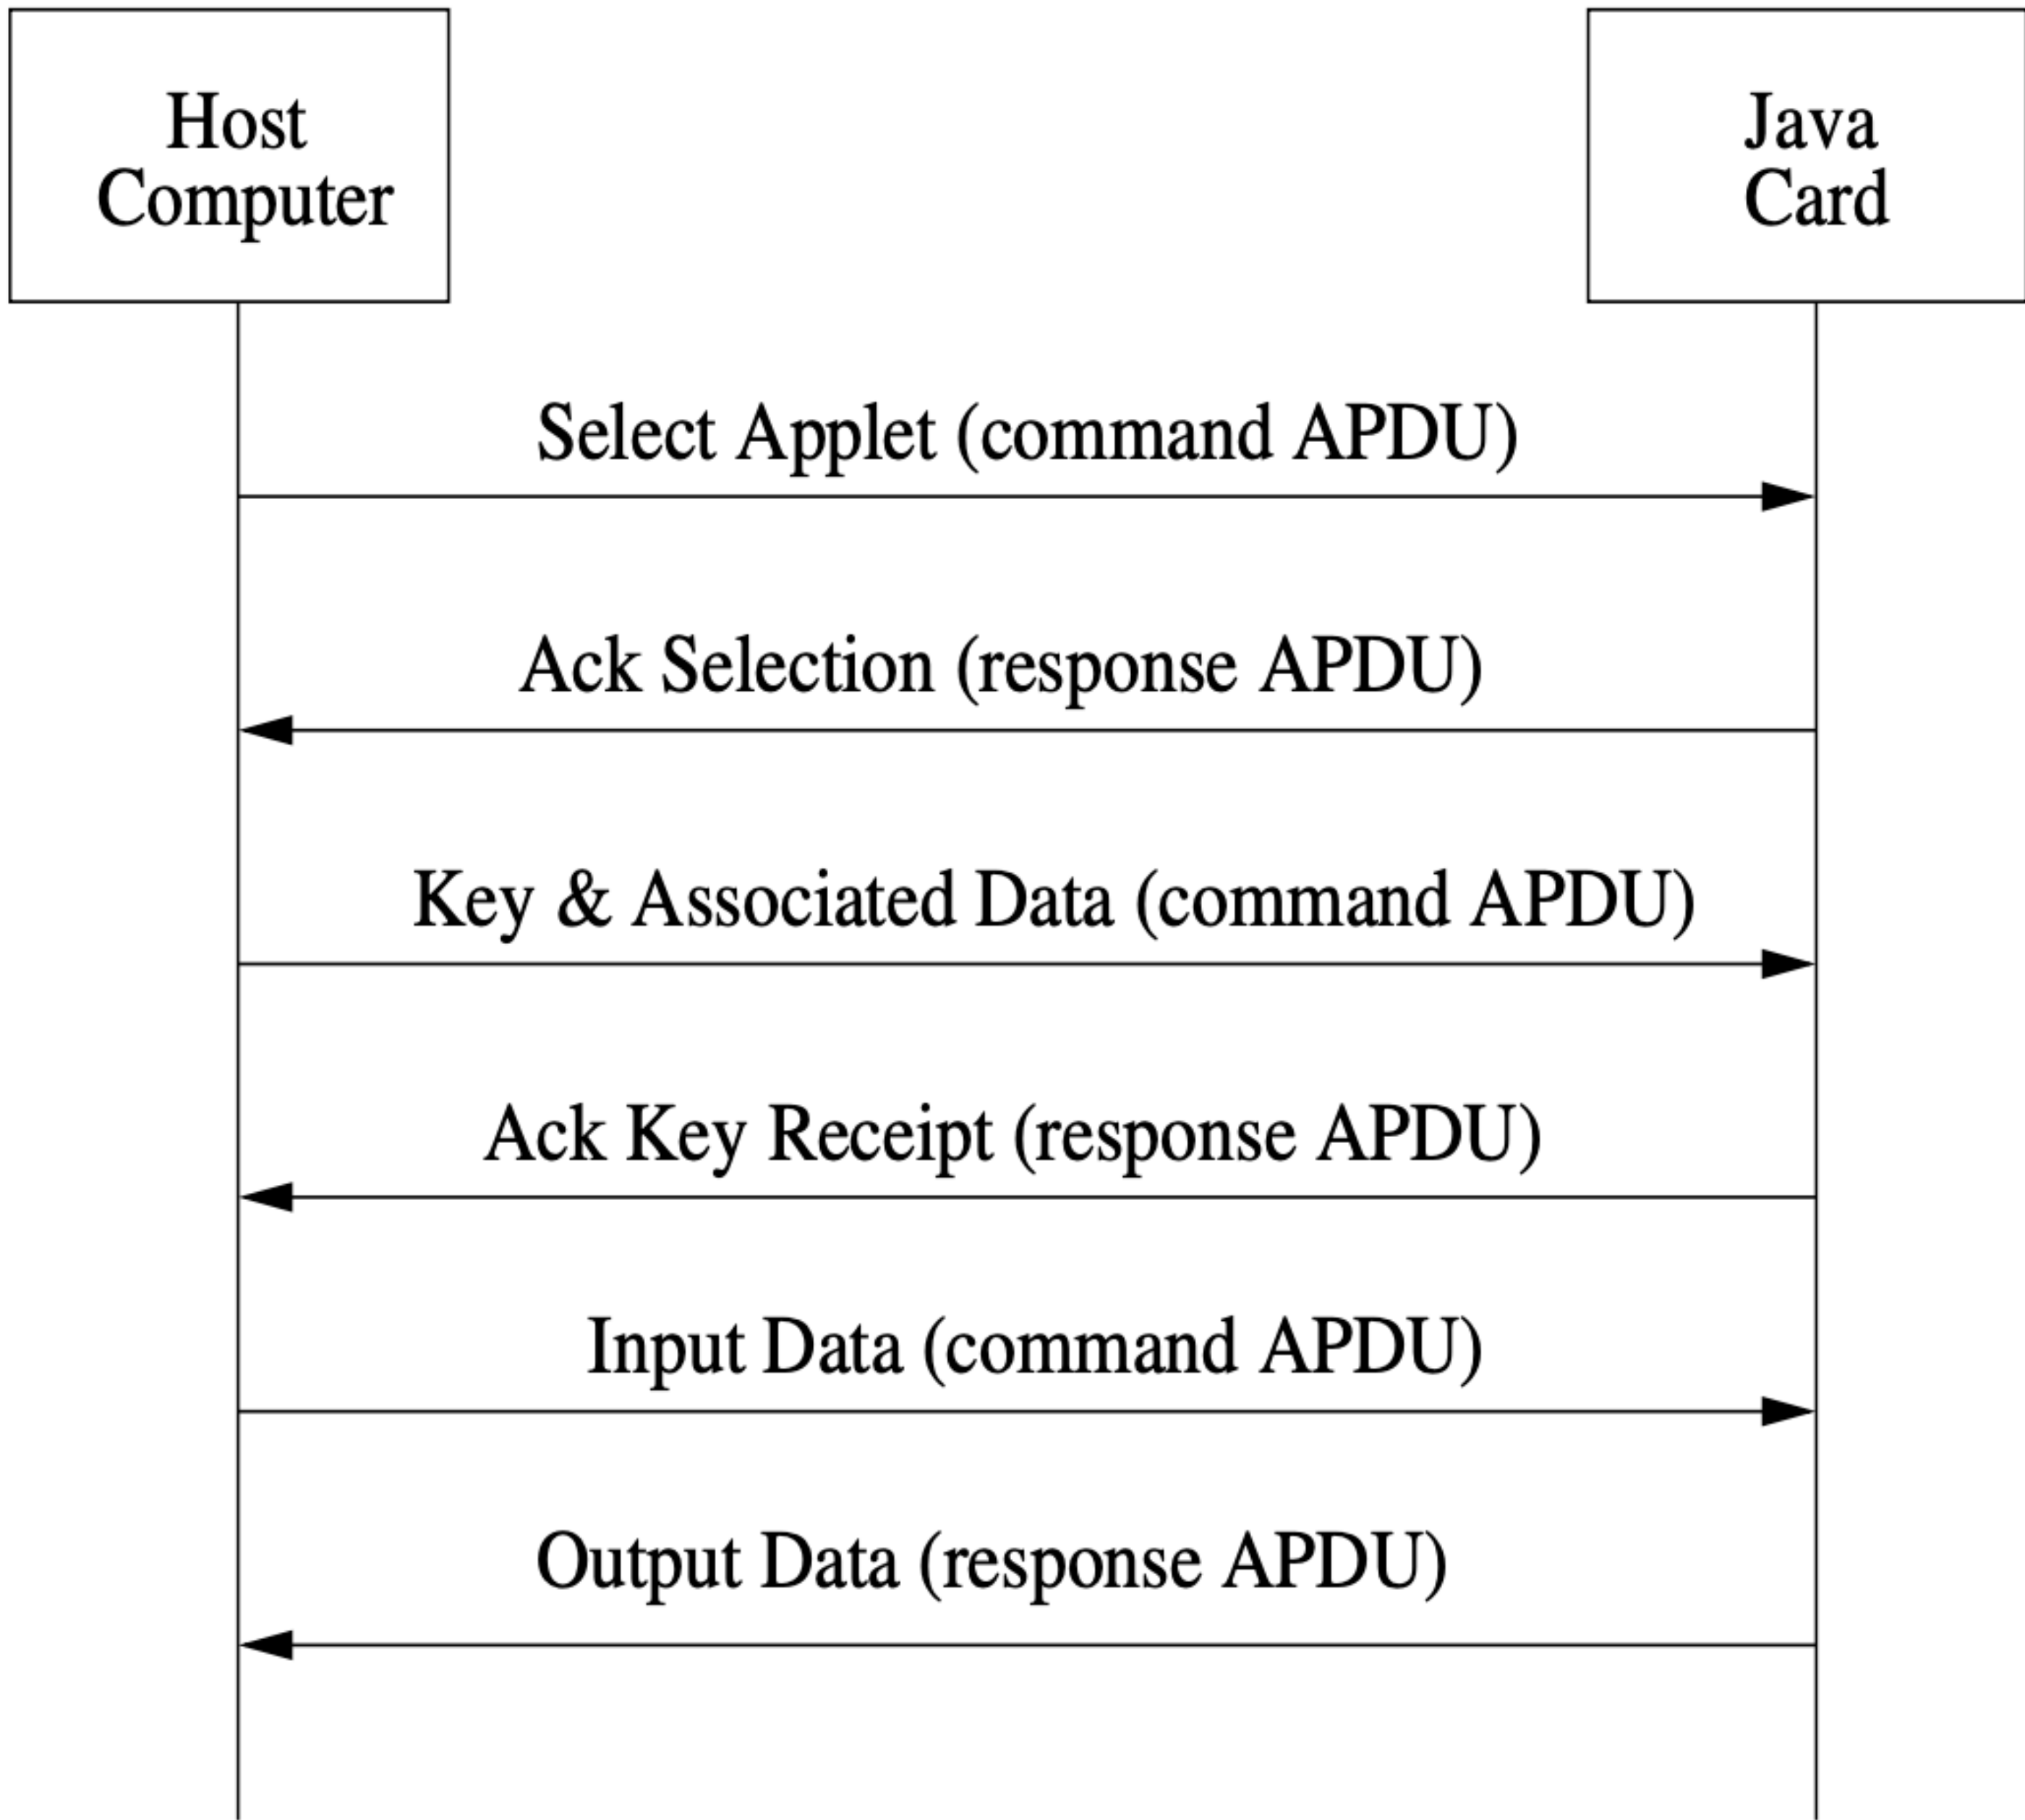 Host
Computer
Java
Card
Select Applet (command APDU)
Ack Selection (response APDU)
Key & Associated Data (command APDU)
Ack Key Receipt (response APDU)
Input Data (command APDU)
Output Data (response APDU)